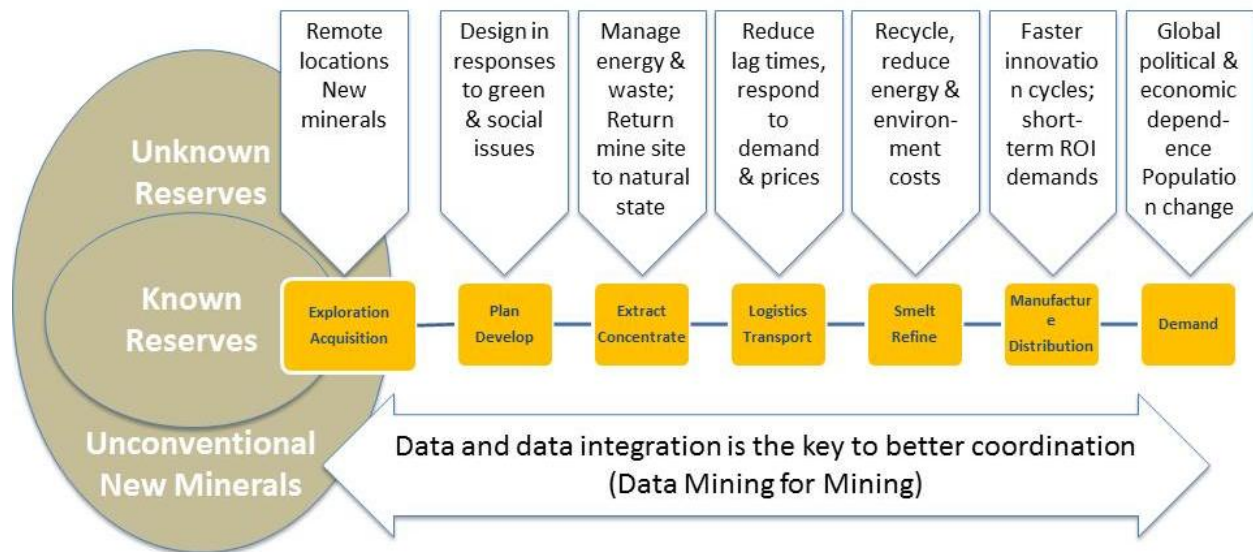 Remote
locations
New
minerals
Design in
responses
to green
& social
issues
Manage
energy &
waste;
Return
mine site
to natural
state
Reduce
lag times,
respond
to
demand
& prices
Recycle,
reduce
energy &
environ-
ment
costs
Faster
innovatio
n cycles;
short-
term ROI
demands
Global
political &
economic
depend-
ence
Populatio
n change
Unknown
Reserves
Known
Reserves
Unconventional
New Minerals
Exploration
Acquisition
Plan
Develop
Extract
Concentrate
Logistics
Transport
Smelt
Refine
Manufactur
e
Distribution
Demand
Data and data integration is the key to better coordination
(Data Mining for Mining)